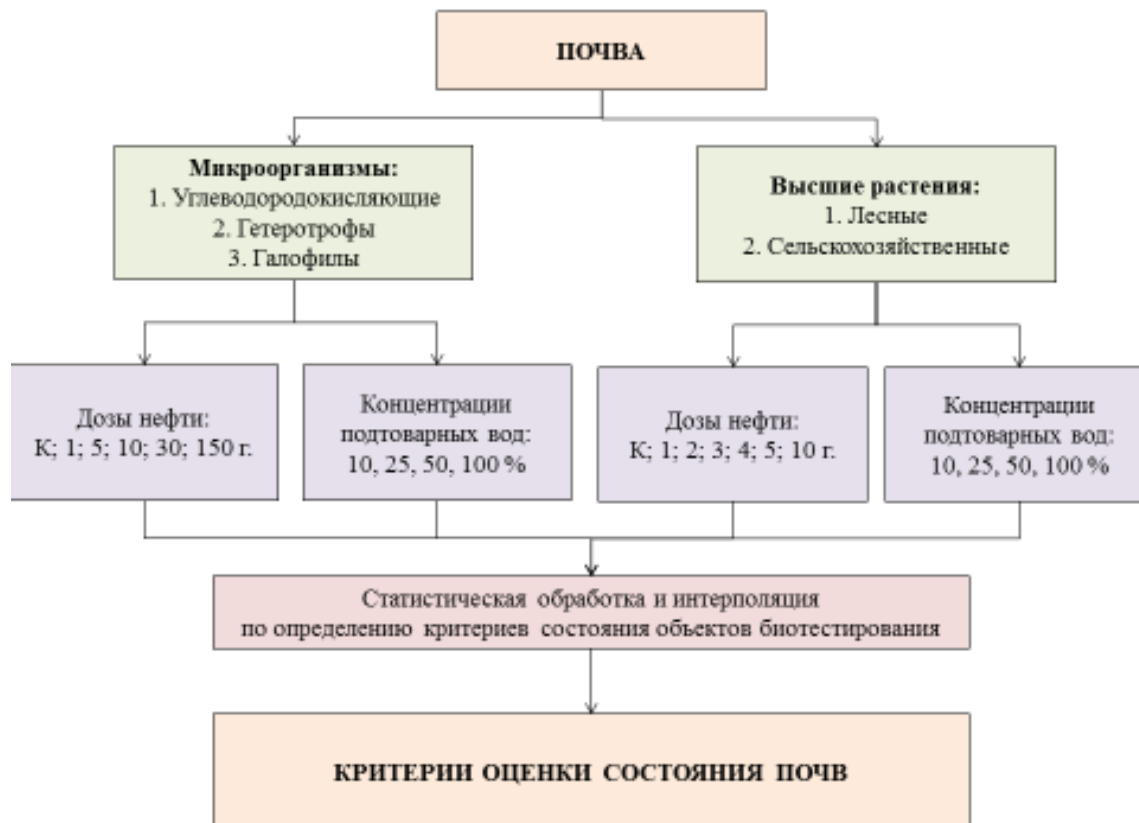 ПОЧВА
Микроорганизмы:
1. Углеводородокисляющие
2. Гетеротрофы
3. Галофилы
Высшие растения:
1. Лесные
2. Сельскохозяйственные
Дозы нефти:
К; 1; 5; 10; 30; 150 г.
Концентрации
подтоварных вод:
10, 25, 50, 100 %
Дозы нефти:
К; 1; 2; 3; 4; 5; 10 г.
Концентрации
подтоварных вод:
10, 25, 50, 100 %
Статистическая обработка и интерполяция
по определению критериев состояния объектов биотестирования
КРИТЕРИИ ОЦЕНКИ СОСТОЯНИЯ ПОЧВ